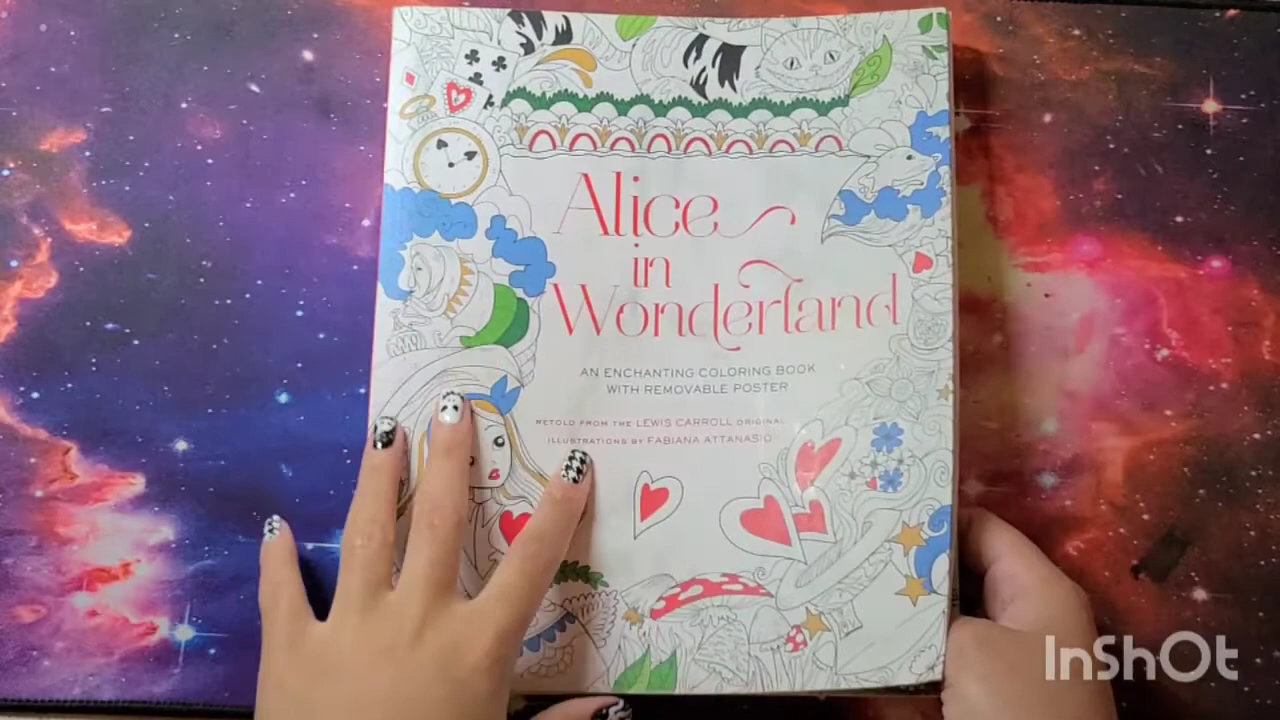 Alice
in
Wonderland
AN ENCHANTING COLORING BOOK
WITH REMOVABLE POSTER
RETOLD FROM THE LEWIS CARROLL ORIGINAL
ILLUSTRATIONS BY FABIANA ATTANASIO
InShOt